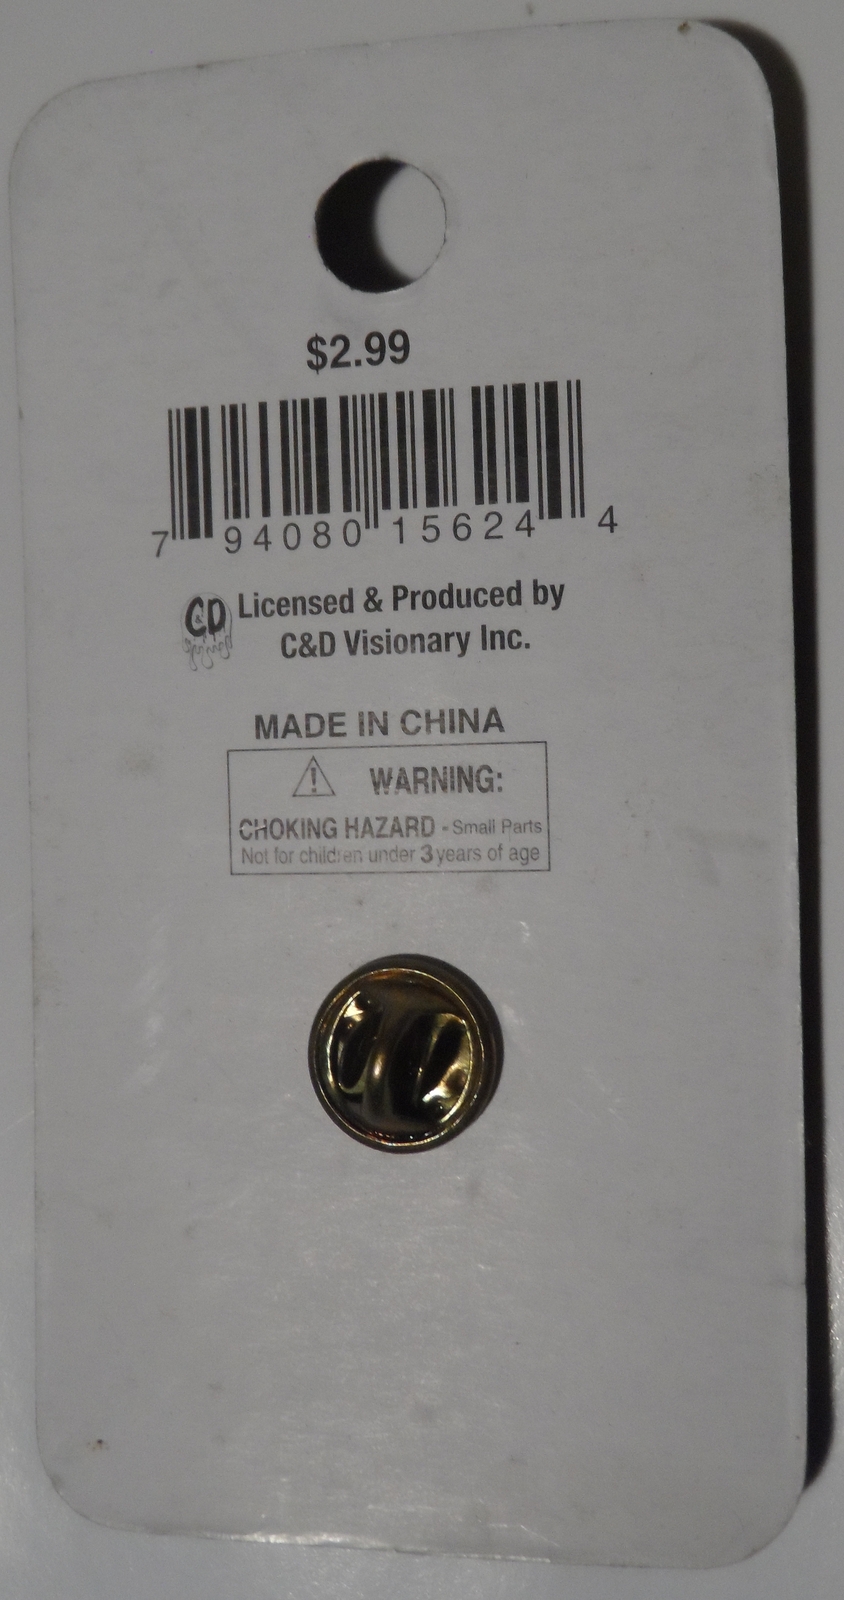 $2.99
7 94080 15624 4
C&D Licensed & Produced by
C&D Visionary Inc.
MADE IN CHINA
WARNING:
CHOKING HAZARD - Small Parts
Not for children under 3 years of age